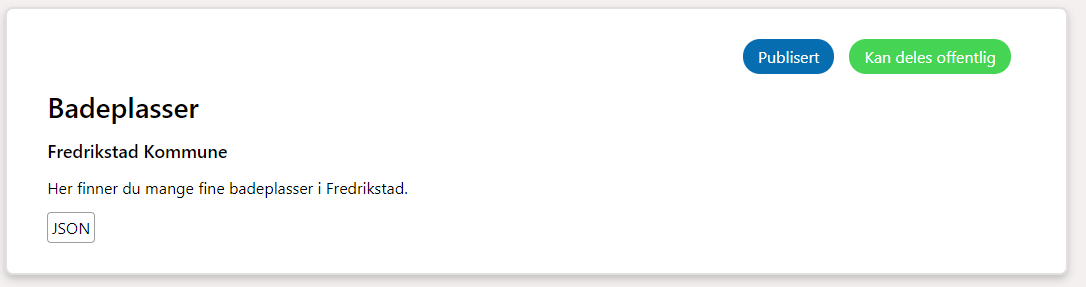 Publisert Kan deles offentlig
Badeplasser
Fredrikstad Kommune
Her finner du mange fine badeplasser i Fredrikstad.
JSON